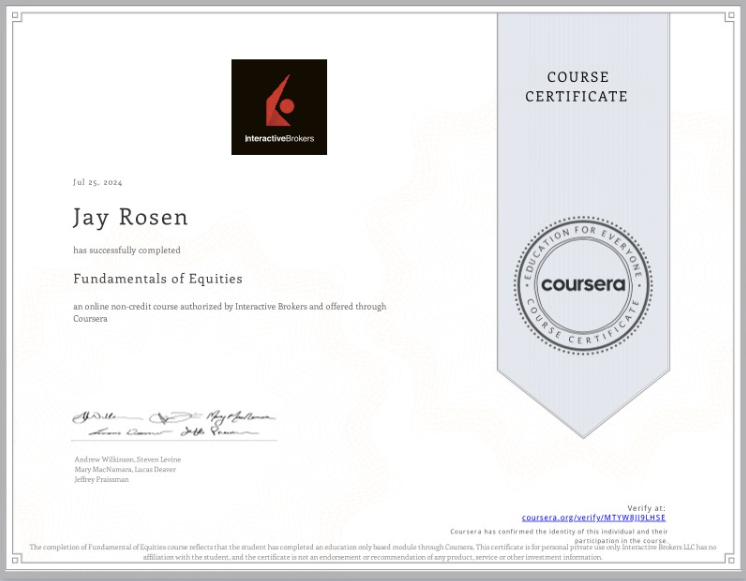 COURSE
CERTIFICATE
InteractiveBrokers
Jul 25, 2024
Jay Rosen
has successfully completed
Fundamentals of Equities
an online non-credit course authorized by Interactive Brokers and offered through
Coursera
EDUCATION FOR EVERYONE
coursera
COURSE CERTIFICATE
Andrew Wilkinson, Steven Levine
Mary MacNamara, Lucas Deaver
Jeffrey Praissman
Verify at:
coursera.org/verify/MTYW8JJ9LHSE
Coursera has confirmed the identity of this individual and their
participation in the course.
The completion of Fundamental of Equities course reflects that the student has completed an education only based module through Coursera. This certificate is for personal private use only. Interactive Brokers LLC has no
affiliation with the student, and the certificate is not an endorsement or recommendation of any product, service or other investment information.